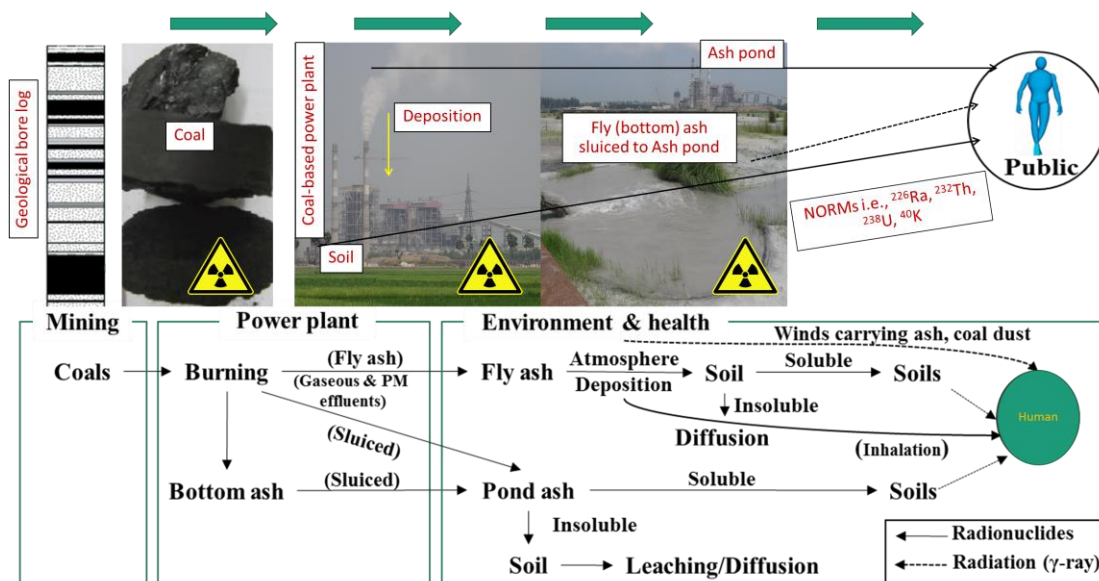 Geological bore log
Coal
Coal-based power plant
Deposition
Soil
Ash pond
Fly (bottom) ash
sluiced to Ash pond
Public
NORMs i.e., ²²⁶Ra, ²³²Th,
²³⁸U, ⁴⁰K
Mining
Power plant
Environment & health
Winds carrying ash, coal dust
Coals
Burning
(Fly ash)
(Gaseous & PM
effluents)
Fly ash
Atmosphere
Deposition
Soil
Soluble
Soils
Human
Insoluble
Diffusion
(Inhalation)
(Sluiced)
Bottom ash
(Sluiced)
Pond ash
Soluble
Soils
Insoluble
Soil
Leaching/Diffusion
Radionuclides
Radiation (γ-ray)